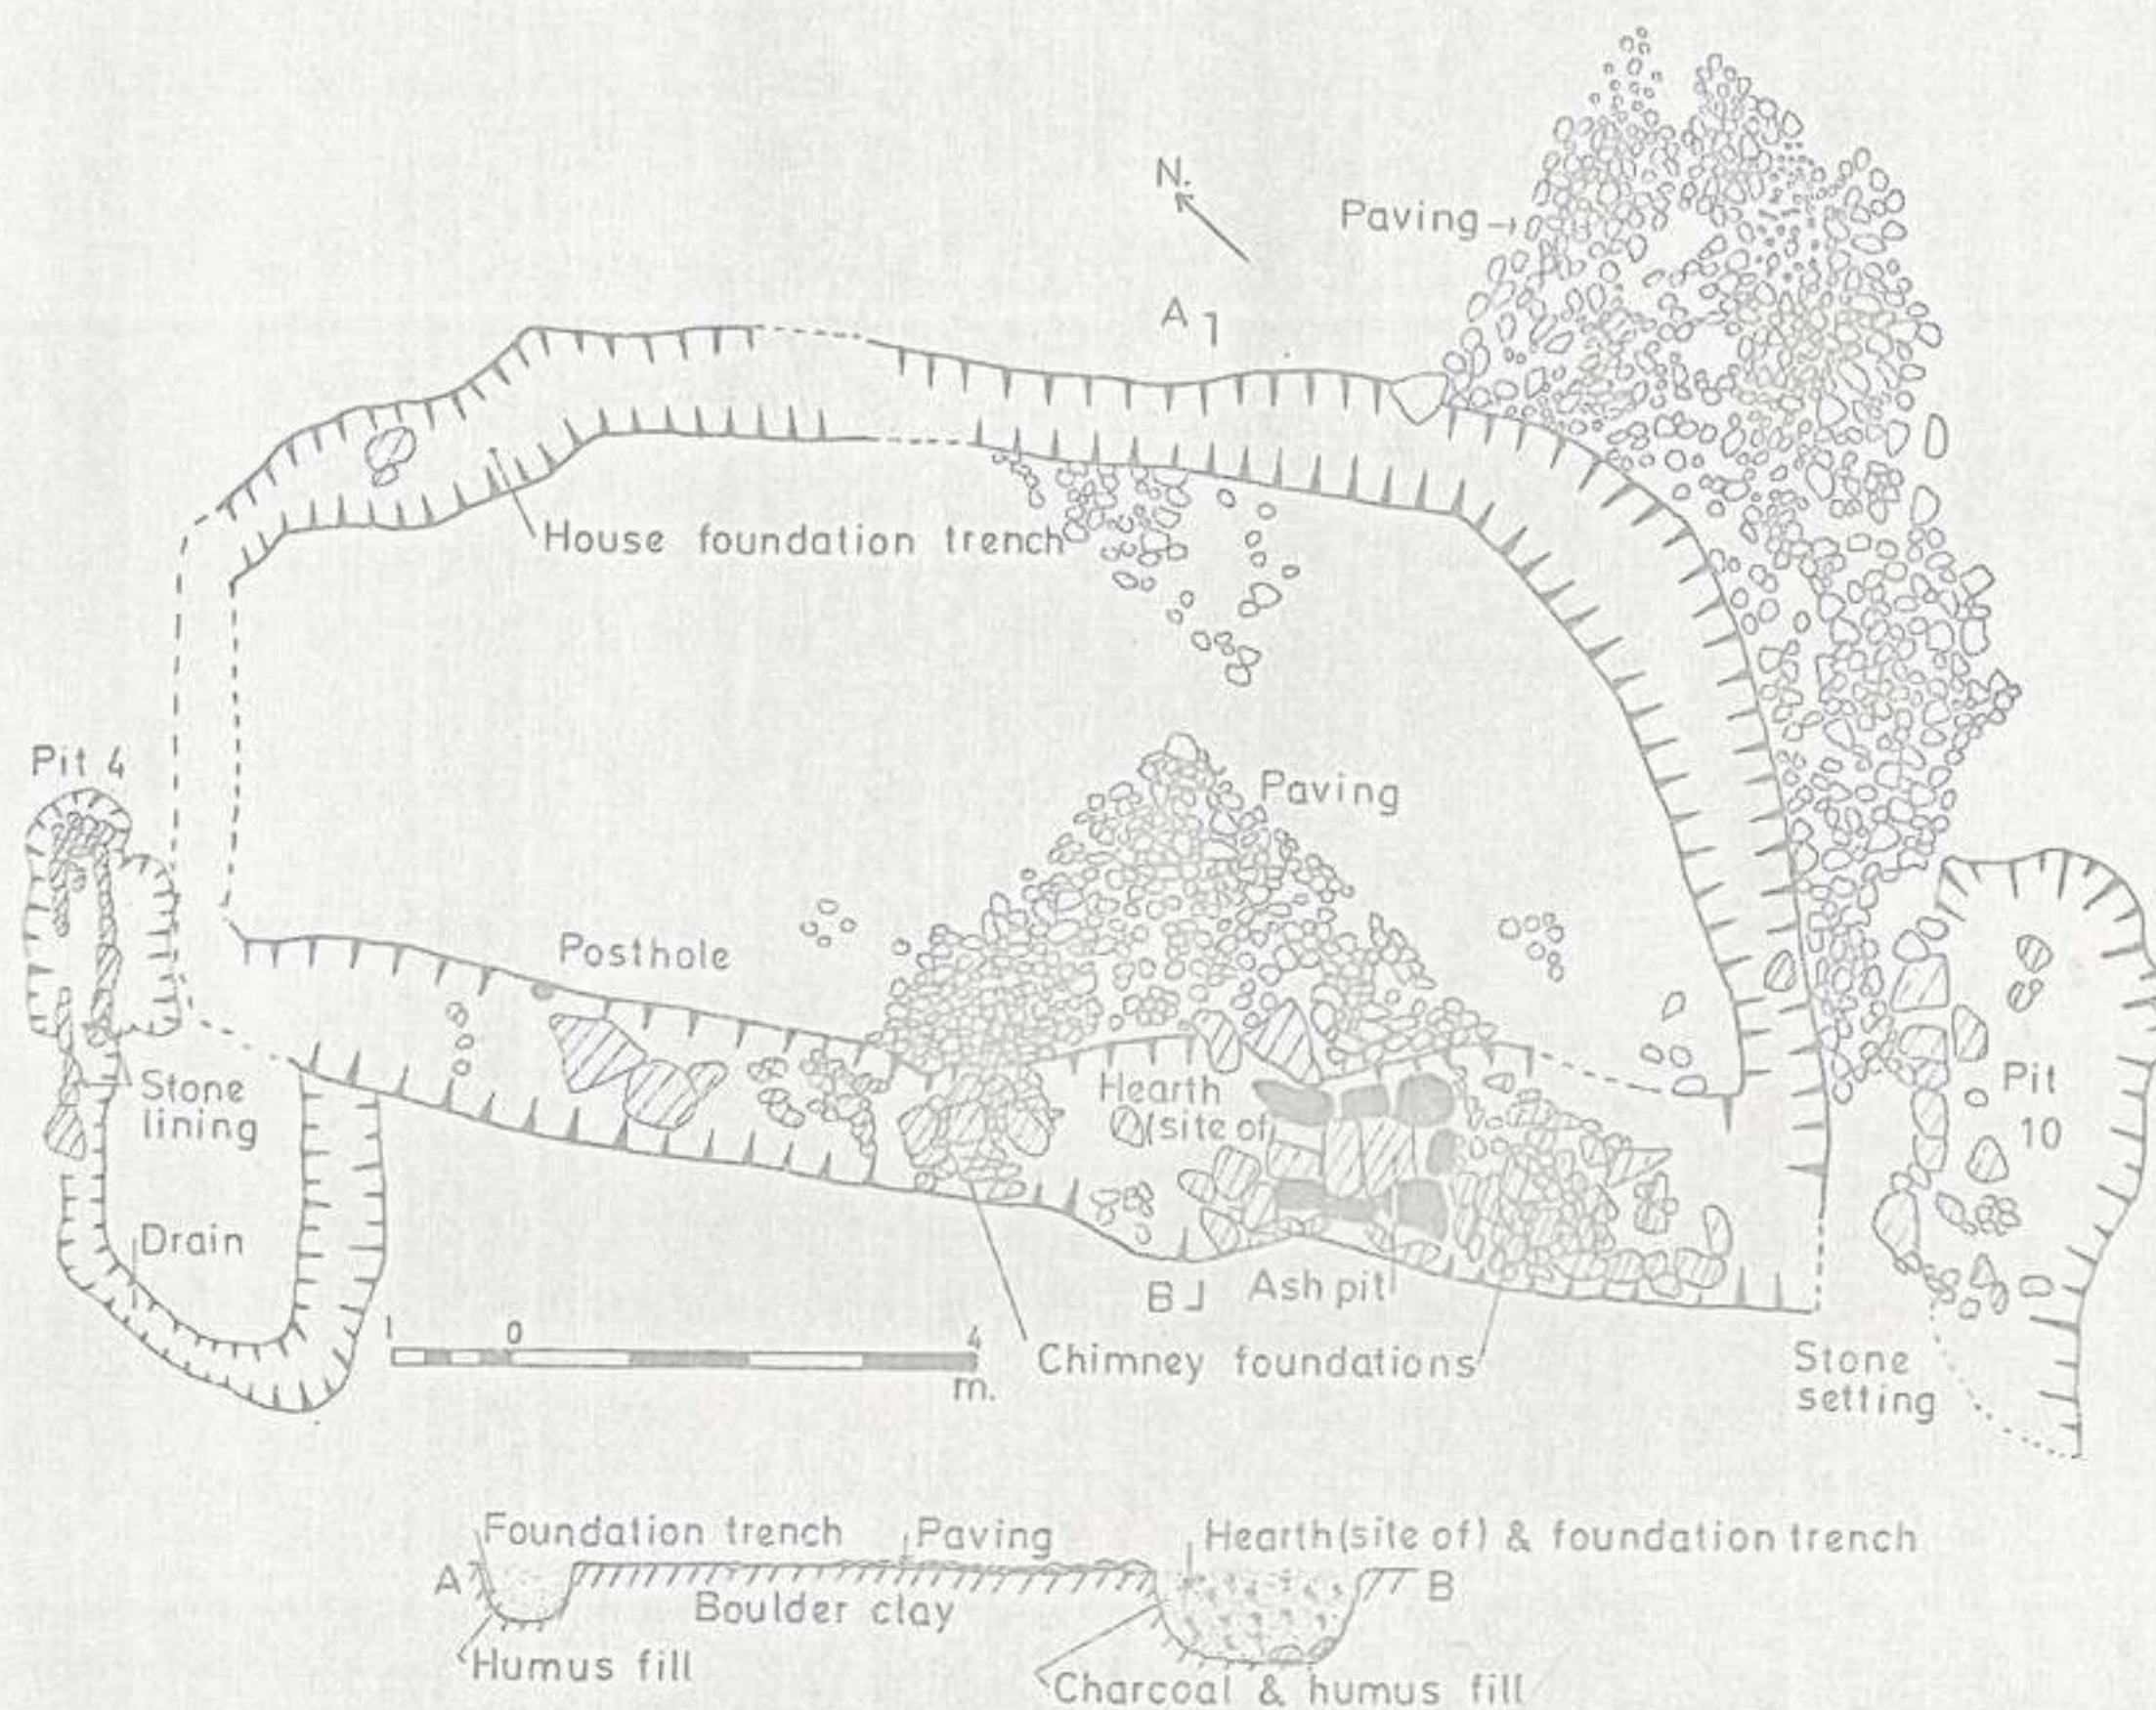 N.
Paving
A
House foundation trench
Pit 4
Paving
Posthole
Stone
lining
Hearth
(site of)
Pit
10
Drain
B
Ash pit
1 0 4
m.
Chimney foundations
Stone
setting
Foundation trench
Paving
Hearth(site of) & foundation trench
A
B
Boulder clay
Humus fill
Charcoal & humus fill